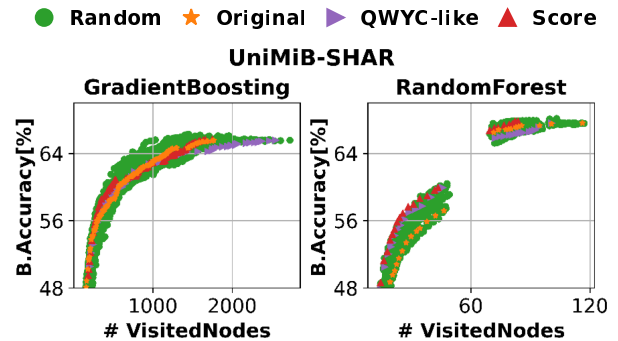 Random Original QWYC-like Score
UniMiB-SHAR
GradientBoosting RandomForest
B.Accuracy[%] B.Accuracy[%]
64 64
56 56
48 48
1000 2000 60 120
# VisitedNodes # VisitedNodes